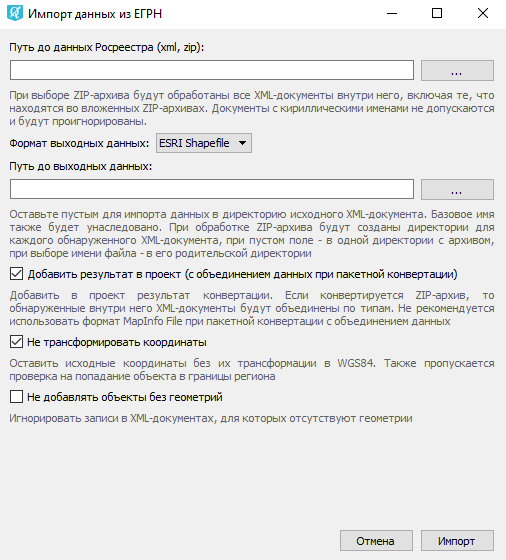 Импорт данных из ЕГРН
Путь до данных Росреестра (xml, zip):
...
При выборе ZIP-архива будут обработаны все XML-документы внутри него, включая те, что
находятся во вложенных ZIP-архивах. Документы с кириллическими именами не допускаются
и будут проигнорированы.
Формат выходных данных: ESRI Shapefile
Путь до выходных данных:
...
Оставьте пустым для импорта данных в директорию исходного XML-документа. Базовое имя
также будет унаследовано. При обработке ZIP-архива будут созданы директории для
каждого обнаруженного XML-документа, при пустом поле - в одной директории с архивом,
при выборе имени файла - в его родительской директории
Добавить результат в проект (с объединением данных при пакетной конвертации)
Добавить в проект результат конвертации. Если конвертируется ZIP-архив, то
обнаруженные внутри него XML-документы будут объединены по типам. Не рекомендуется
использовать формат MapInfo File при пакетной конвертации с объединением данных
Не трансформировать координаты
Оставить исходные координаты без их трансформации в WGS84. Также пропускается
проверка на попадание объекта в границы региона
Не добавлять объекты без геометрий
Игнорировать записи в XML-документах, для которых отсутствуют геометрии
Отмена Импорт